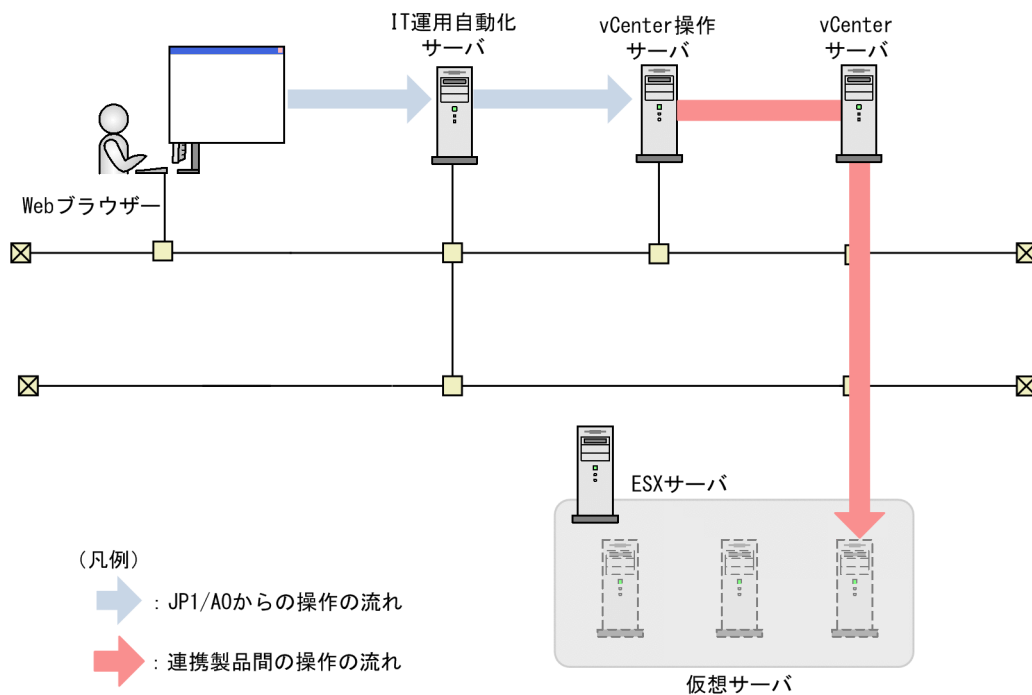 IT運用自動化
サーバ
vCenter操作
サーバ
vCenter
サーバ
Webブラウザー
ESXサーバ
(凡例)
：JP1/AOからの操作の流れ
：連携製品間の操作の流れ
仮想サーバ